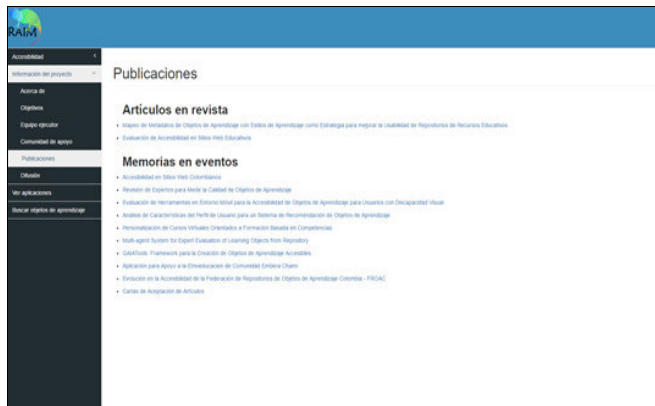 RAIM
Accesibilidad
Información del proyecto
Acerca de
Objetivos
Equipo ejecutor
Comunidad de apoyo
Publicaciones
Difusión
Ver aplicaciones
Buscar objetos de aprendizaje
Publicaciones
Artículos en revista
Mapeo de Metadatos de Objetos de Aprendizaje con Estilos de Aprendizaje como Estrategia para mejorar la Usabilidad de Repositorios de Recursos Educativos
Evaluación de Accesibilidad en Sitios Web Educativos
Memorias en eventos
Accesibilidad en Sitios Web Colombianos
Revisión de Expertos para Medir la Calidad de Objetos de Aprendizaje
Evaluación de Herramientas en Entorno Móvil para la Accesibilidad de Objetos de Aprendizaje para Usuarios con Discapacidad Visual
Análisis de Características del Perfil de Usuario para un Sistema de Recomendación de Objetos de Aprendizaje
Personalización de Cursos Virtuales Orientados a Formación Basada en Competencias
Multi-agent System for Expert Evaluation of Learning Objects from Repository
GAIATools: Framework para la Creación de Objetos de Aprendizaje Accesibles
Aplicación para Apoyo a la Etnoeducación de Comunidad Embera Chamí
Evolución en la Accesibilidad de la Federación de Repositorios de Objetos de Aprendizaje Colombia - FROAC
Cartas de Aceptación de Artículos